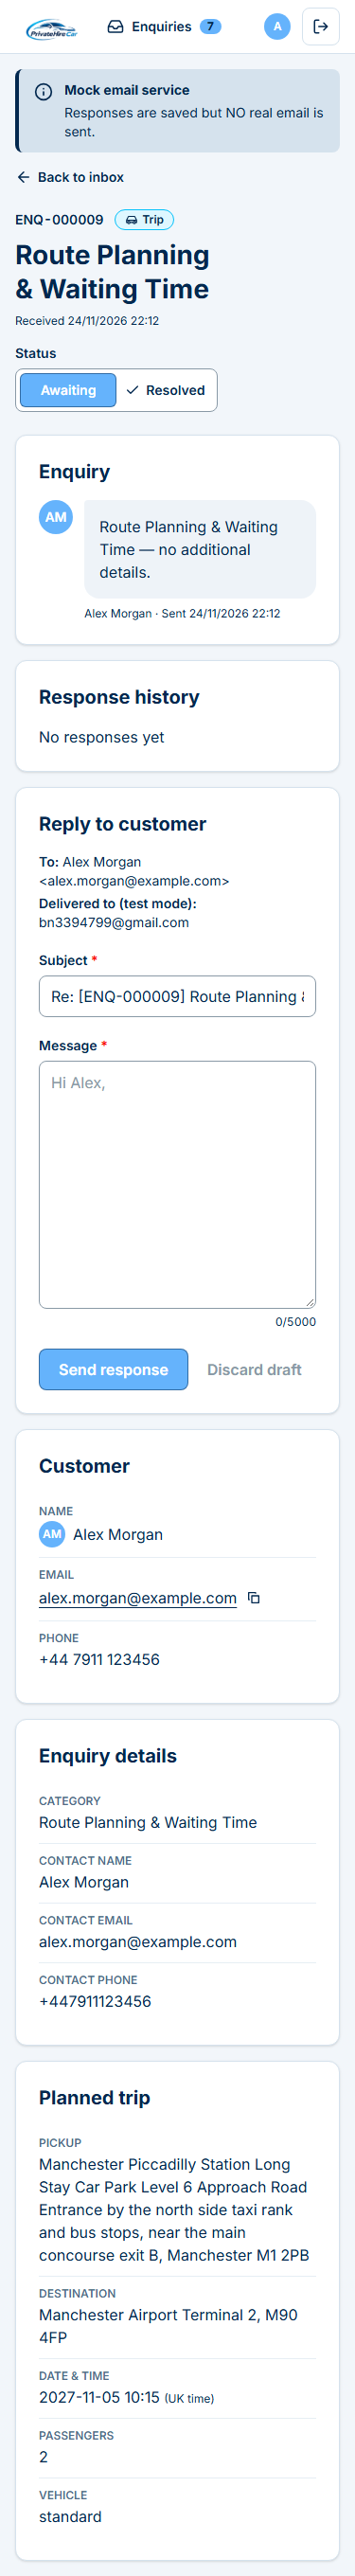 PrivateHireCar
Enquiries 7
A
Mock email service
Responses are saved but NO real email is
sent.
Back to inbox
ENQ-000009 Trip
Route Planning
& Waiting Time
Received 24/11/2026 22:12
Status
Awaiting Resolved
Enquiry
AM
Route Planning & Waiting
Time — no additional
details.
Alex Morgan · Sent 24/11/2026 22:12
Response history
No responses yet
Reply to customer
To: Alex Morgan
<alex.morgan@example.com>
Delivered to (test mode):
bn3394799@gmail.com
Subject *
Re: [ENQ-000009] Route Planning &
Message *
Hi Alex,
0/5000
Send response Discard draft
Customer
NAME
AM Alex Morgan
EMAIL
alex.morgan@example.com
PHONE
+44 7911 123456
Enquiry details
CATEGORY
Route Planning & Waiting Time
CONTACT NAME
Alex Morgan
CONTACT EMAIL
alex.morgan@example.com
CONTACT PHONE
+447911123456
Planned trip
PICKUP
Manchester Piccadilly Station Long
Stay Car Park Level 6 Approach Road
Entrance by the north side taxi rank
and bus stops, near the main
concourse exit B, Manchester M1 2PB
DESTINATION
Manchester Airport Terminal 2, M90
4FP
DATE & TIME
2027-11-05 10:15 (UK time)
PASSENGERS
2
VEHICLE
standard